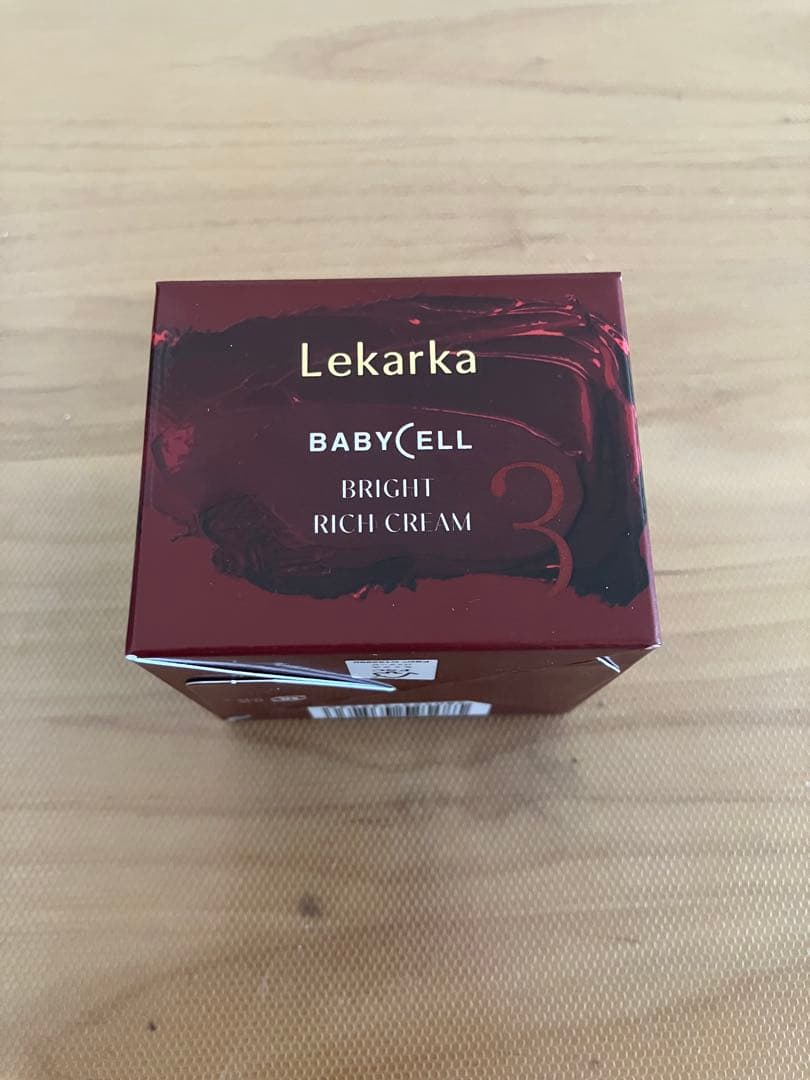 Lekarka
BABYCELL
BRIGHT
RICH CREAM
3